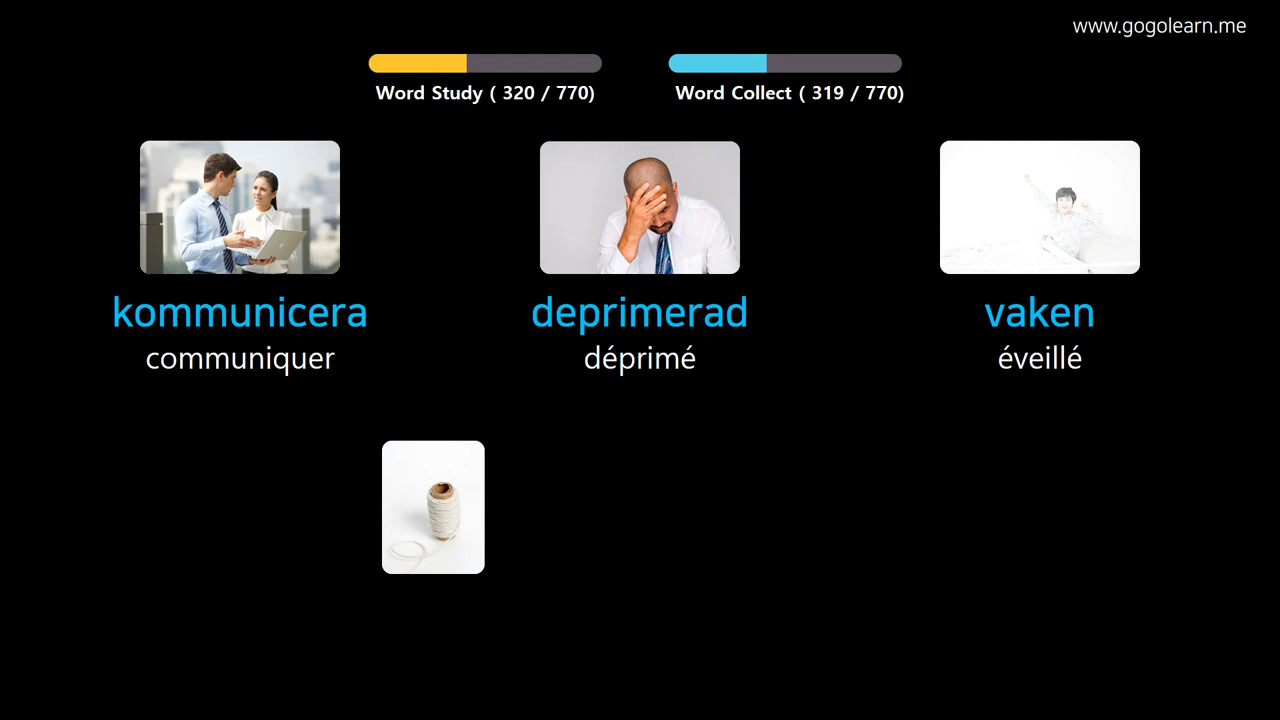 www.gogolearn.me
Word Study ( 320 / 770)
Word Collect ( 319 / 770)
kommunicera
communiquer
deprimerad
déprimé
vaken
éveillé